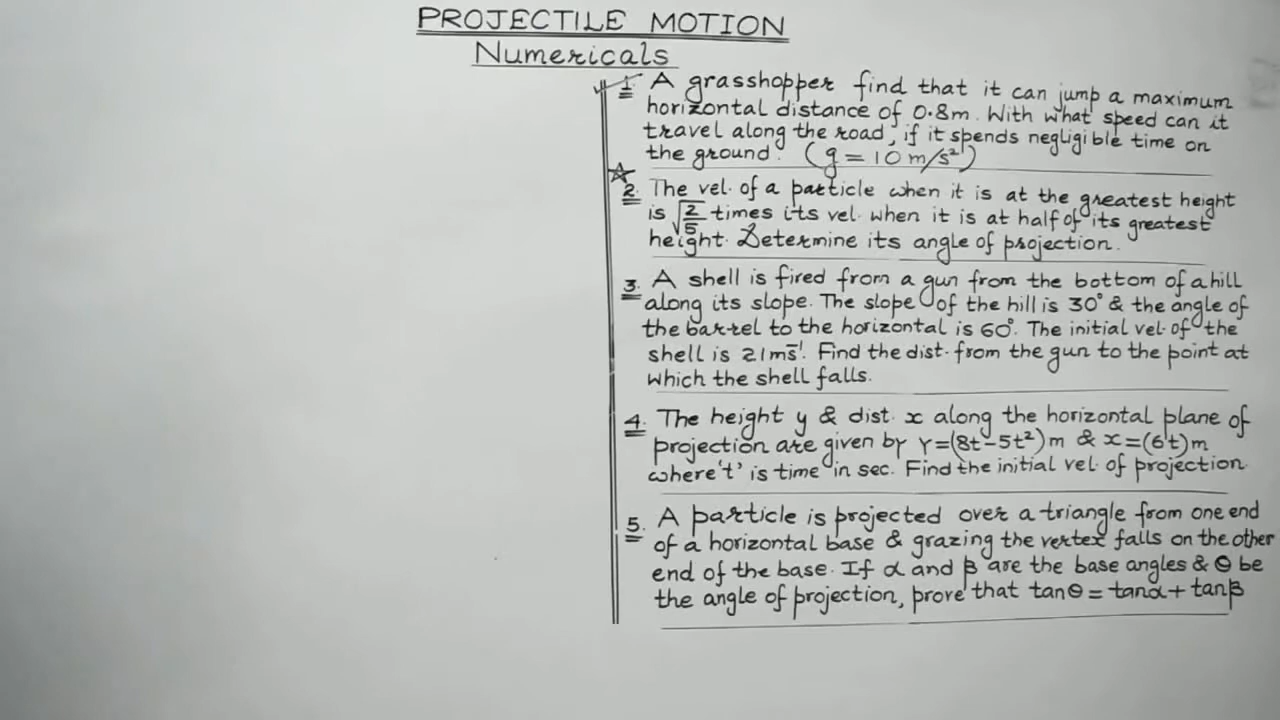 PROJECTILE MOTION
Numericals
1. A grasshopper find that it can jump a maximum
horizontal distance of 0.8m. With what speed can it
travel along the road, if it spends negligible time on
the ground. (g = 10 m/s²)
2. The vel. of a particle when it is at the greatest height
is √2/5 times its vel. when it is at half of its greatest
height. Determine its angle of projection.
3. A shell is fired from a gun from the bottom of a hill
along its slope. The slope of the hill is 30° & the angle of
the barrel to the horizontal is 60°. The initial vel. of the
shell is 21ms⁻¹. Find the dist. from the gun to the point at
which the shell falls.
4. The height y & dist. x along the horizontal plane of
projection are given by Y=(8t-5t²)m & x=(6t)m
where 't' is time in sec. Find the initial vel. of projection.
5. A particle is projected over a triangle from one end
of a horizontal base & grazing the vertex falls on the other
end of the base. If α and β are the base angles & θ be
the angle of projection, prove that tanθ = tanα + tanβ